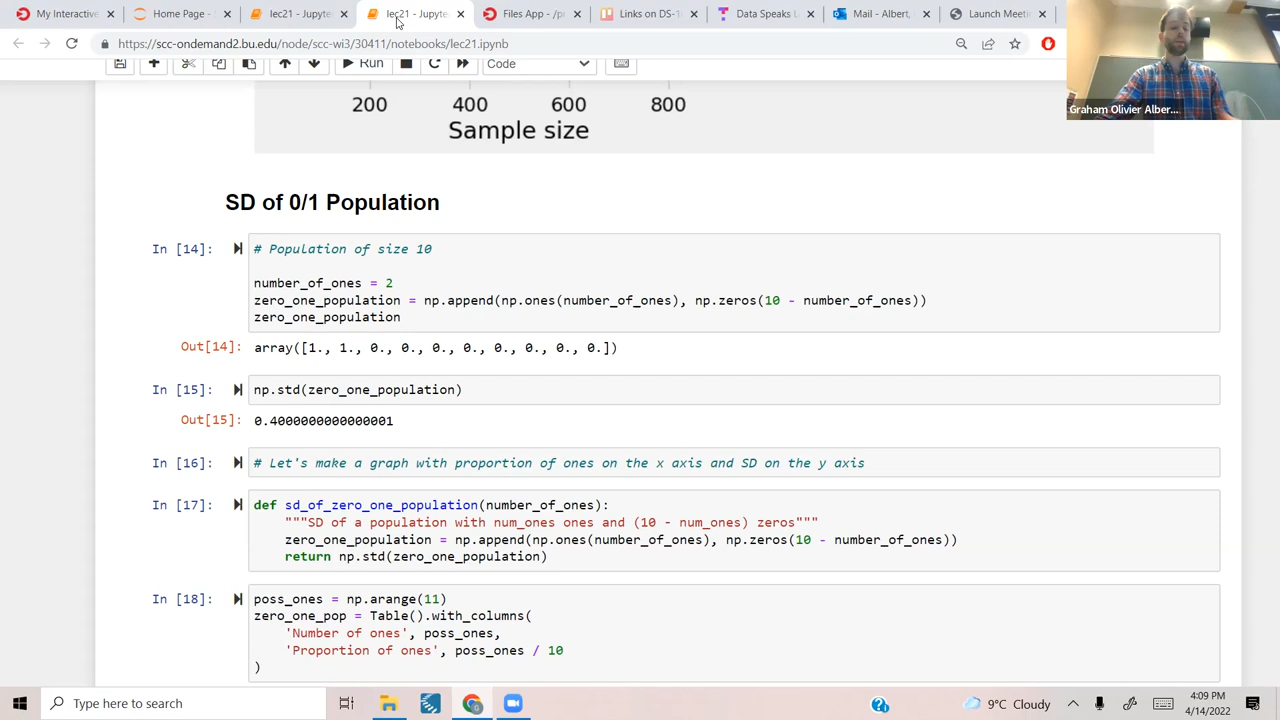 My Interactive
Home Page -
lec21 - Jupyte
lec21 - Jupyte
Files App - /p
Links on DS-1
Data Speaks
Mail - Albert,
Launch Meeti
https://scc-ondemand2.bu.edu/node/scc-wi3/30411/notebooks/lec21.ipynb
Run
Code
Graham Olivier Alber...
200 400 600 800
Sample size
SD of 0/1 Population
In [14]:
# Population of size 10
number_of_ones = 2
zero_one_population = np.append(np.ones(number_of_ones), np.zeros(10 - number_of_ones))
zero_one_population
Out[14]: array([1., 1., 0., 0., 0., 0., 0., 0., 0., 0.])
In [15]: np.std(zero_one_population)
Out[15]: 0.4000000000000001
In [16]: # Let's make a graph with proportion of ones on the x axis and SD on the y axis
In [17]: def sd_of_zero_one_population(number_of_ones):
"""SD of a population with num_ones ones and (10 - num_ones) zeros"""
zero_one_population = np.append(np.ones(number_of_ones), np.zeros(10 - number_of_ones))
return np.std(zero_one_population)
In [18]: poss_ones = np.arange(11)
zero_one_pop = Table().with_columns(
'Number of ones', poss_ones,
'Proportion of ones', poss_ones / 10
)
Type here to search
9°C Cloudy
4:09 PM
4/14/2022